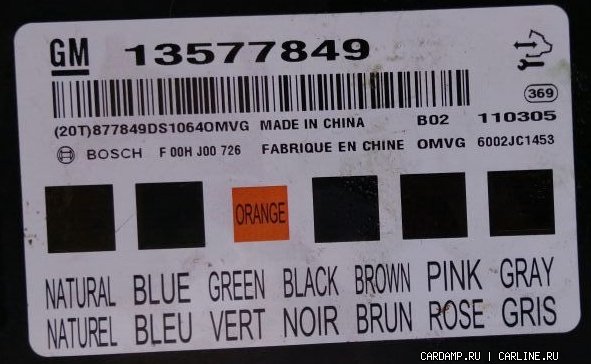 GM 13577849
369
(20T)877849DS1064OMVG MADE IN CHINA B02 110305
BOSCH F 00H J00 726 FABRIQUE EN CHINE OMVG 6002JC1453
ORANGE
NATURAL BLUE GREEN BLACK BROWN PINK GRAY
NATUREL BLEU VERT NOIR BRUN ROSE GRIS
CARDAMP.RU | CARLINE.RU